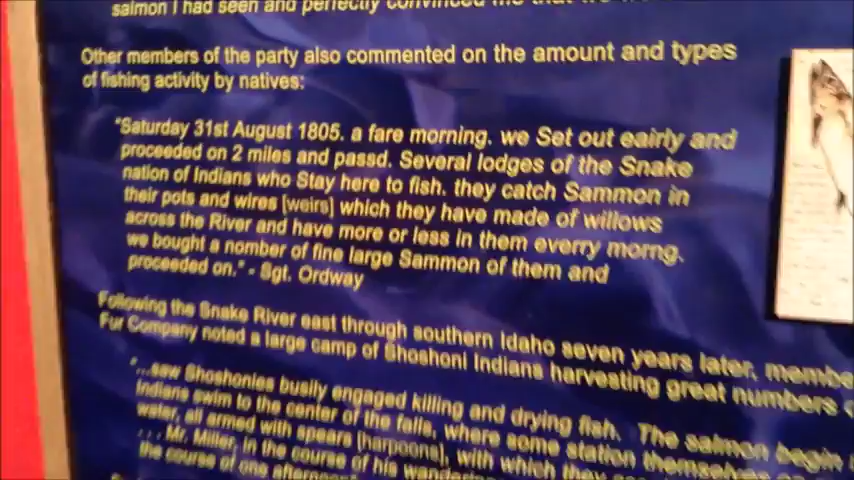 salmon I had seen and perfectly convinced me that we
Other members of the party also commented on the amount and types
of fishing activity by natives:
"Saturday 31st August 1805. a fare morning. we Set out eairly and
proceeded on 2 miles and passd. Several lodges of the Snake
nation of Indians who Stay here to fish. they catch Sammon in
their pots and wires [weirs] which they have made of willows
across the River and have more or less in them everry morng.
we bought a nomber of fine large Sammon of them and
proceeded on." - Sgt. Ordway
Following the Snake River east through southern Idaho seven years later,
Fur Company noted a large camp of Shoshoni Indians harvesting great numbers
"...saw Shoshonies busily engaged killing and drying fish. The salmon begin
Indians swim to the center of the falls, where some station themselves
water, all armed with spears [harpoons], with which they
. . . Mr. Miller, in the course of his
the course of one afternoon